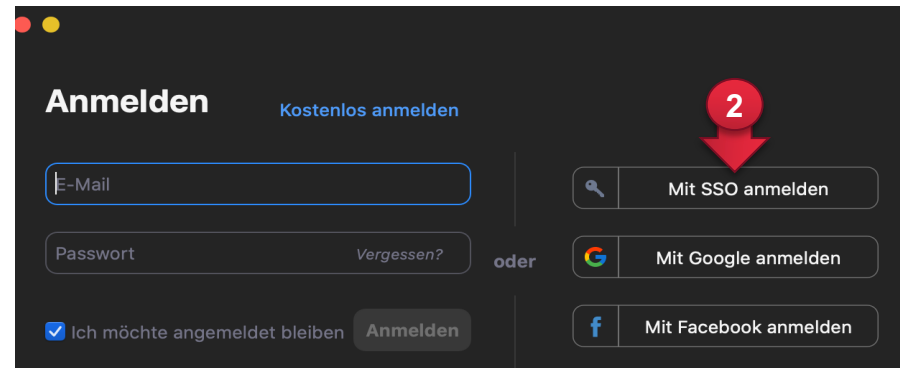 Anmelden
Kostenlos anmelden
2
E-Mail
Mit SSO anmelden
Passwort
Vergessen?
oder
Mit Google anmelden
Ich möchte angemeldet bleiben
Anmelden
Mit Facebook anmelden